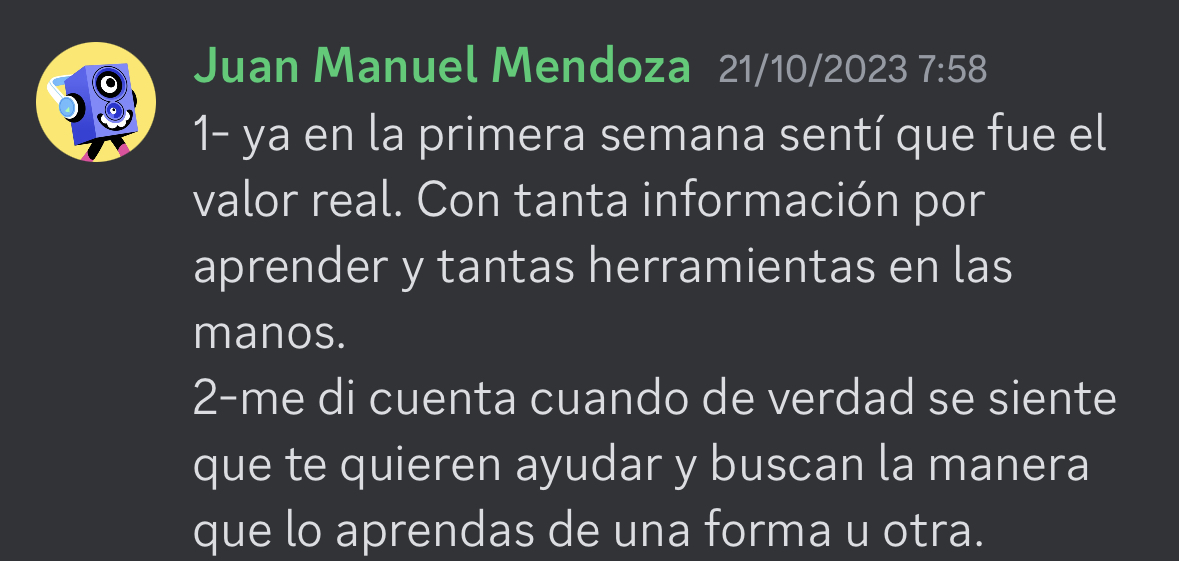 Juan Manuel Mendoza 21/10/2023 7:58
1- ya en la primera semana sentí que fue el
valor real. Con tanta información por
aprender y tantas herramientas en las
manos.
2-me di cuenta cuando de verdad se siente
que te quieren ayudar y buscan la manera
que lo aprendas de una forma u otra.